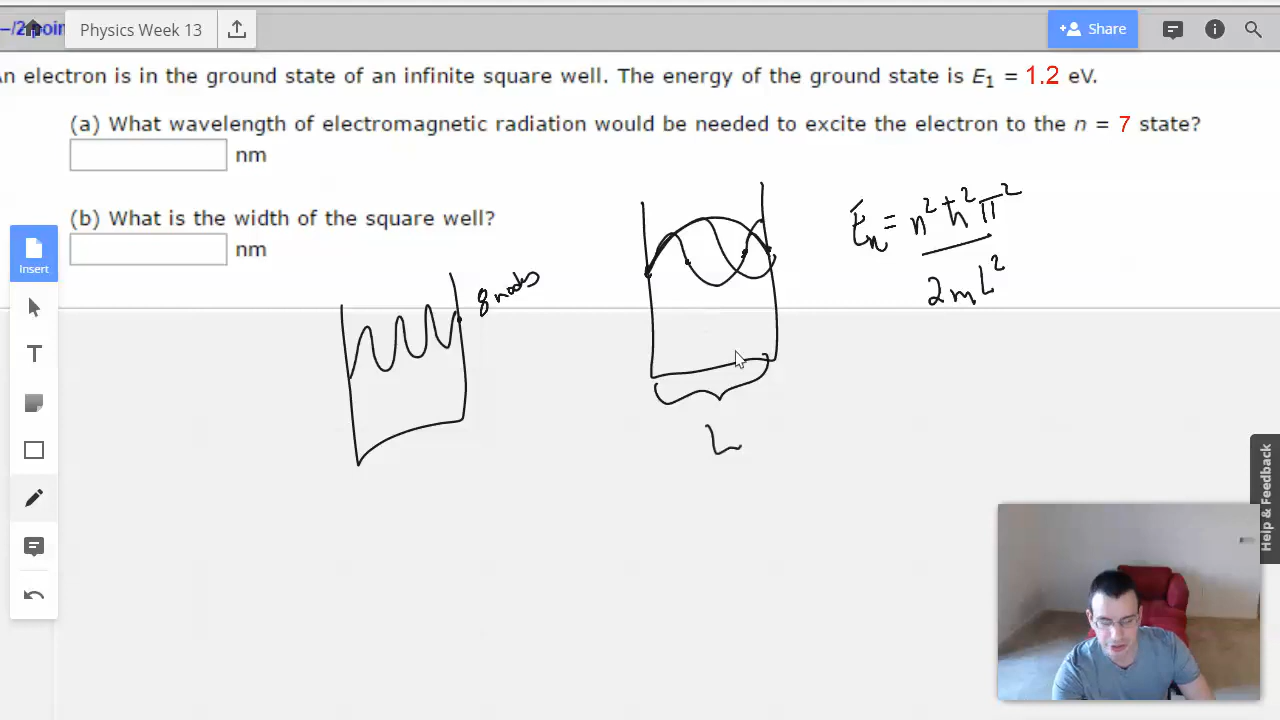 –/2 poin
Physics Week 13
Share
n electron is in the ground state of an infinite square well. The energy of the ground state is E₁ = 1.2 eV.
(a) What wavelength of electromagnetic radiation would be needed to excite the electron to the n = 7 state?
nm
(b) What is the width of the square well?
nm
Insert
T
8 nodes
Eₙ = n²ħ²π²
2mL²
L
Help & Feedback